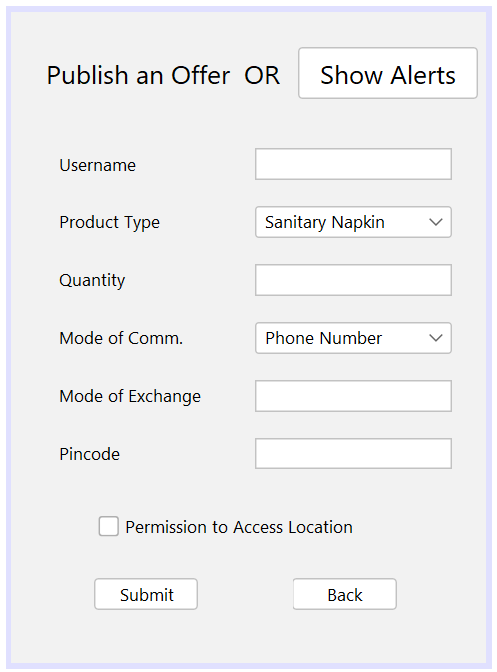 Publish an Offer OR Show Alerts
Username
Product Type Sanitary Napkin
Quantity
Mode of Comm. Phone Number
Mode of Exchange
Pincode
Permission to Access Location
Submit Back